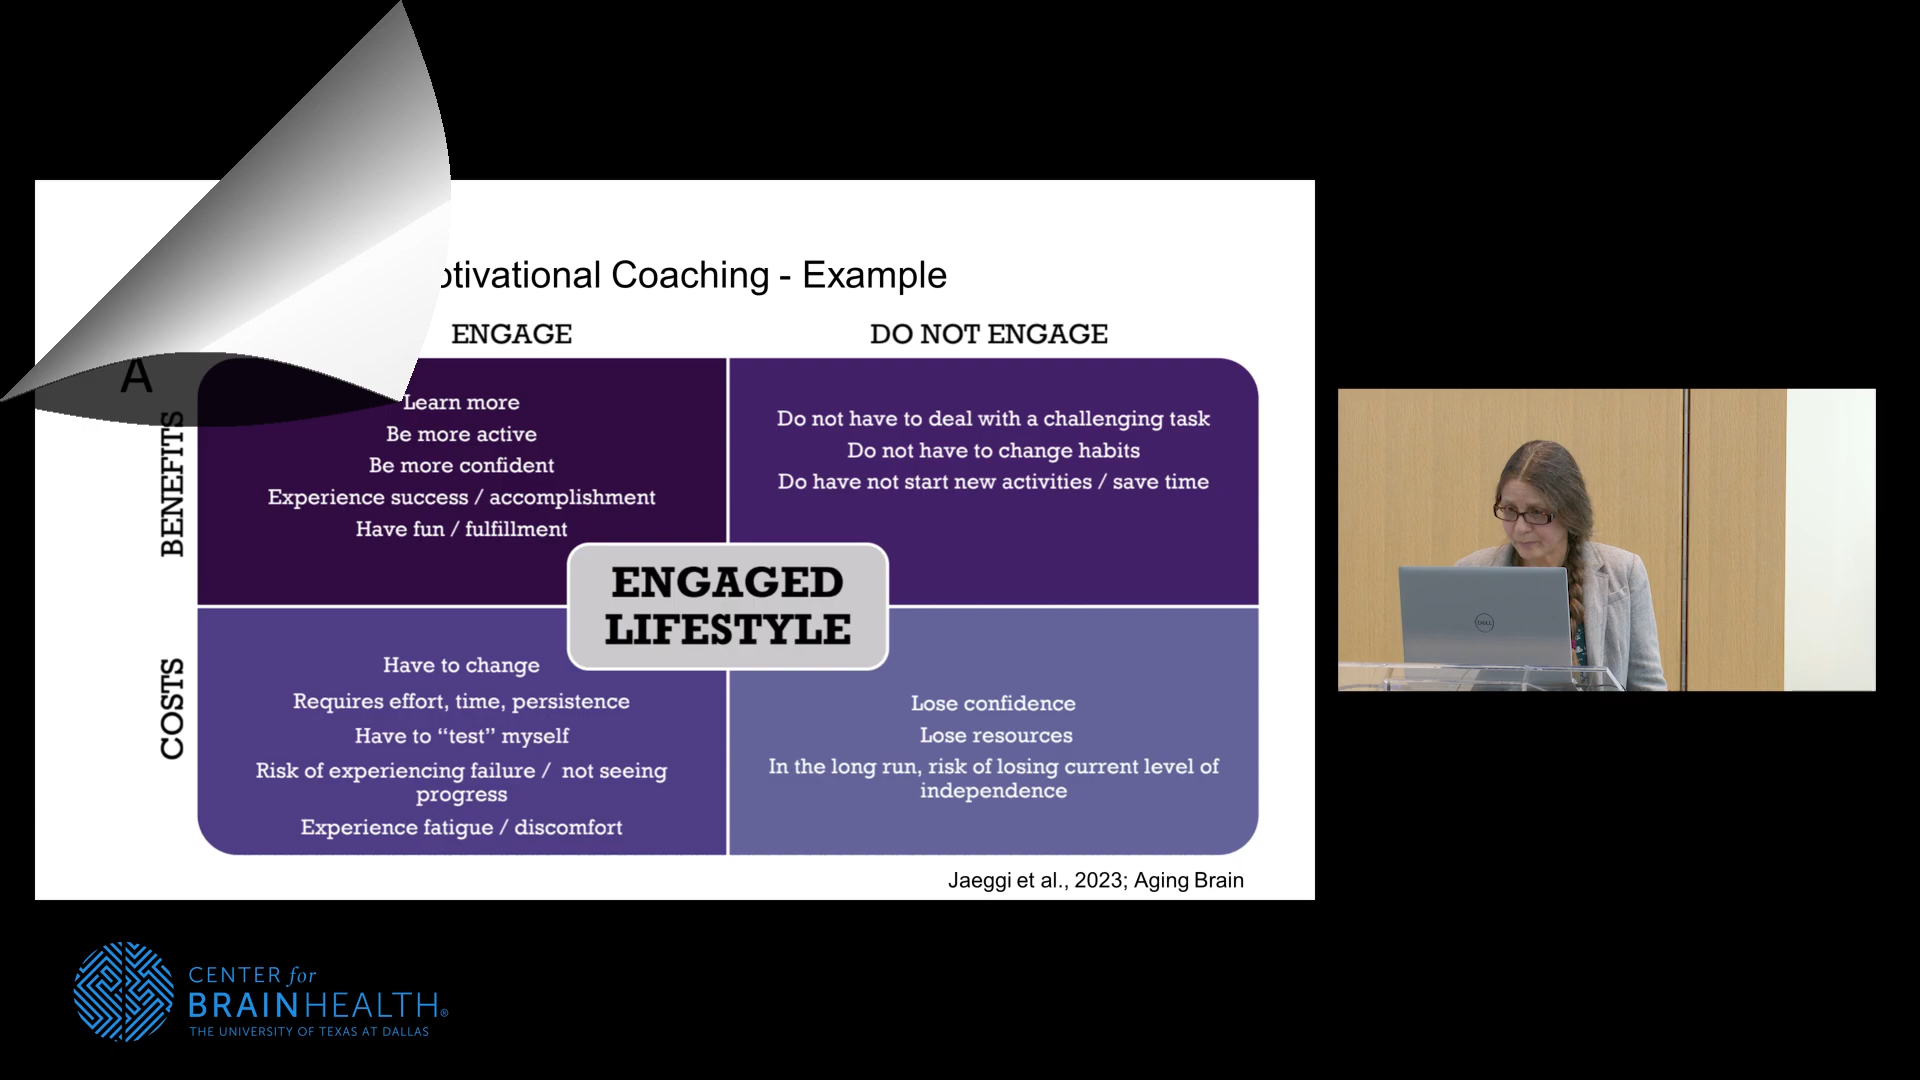 otivational Coaching - Example
ENGAGE
DO NOT ENGAGE
A
BENEFITS
Learn more
Be more active
Be more confident
Experience success / accomplishment
Have fun / fulfillment
Do not have to deal with a challenging task
Do not have to change habits
Do have not start new activities / save time
ENGAGED
LIFESTYLE
COSTS
Have to change
Requires effort, time, persistence
Have to “test” myself
Risk of experiencing failure / not seeing
progress
Experience fatigue / discomfort
Lose confidence
Lose resources
In the long run, risk of losing current level of
independence
Jaeggi et al., 2023; Aging Brain
DELL
CENTER for
BRAINHEALTH®
THE UNIVERSITY OF TEXAS AT DALLAS